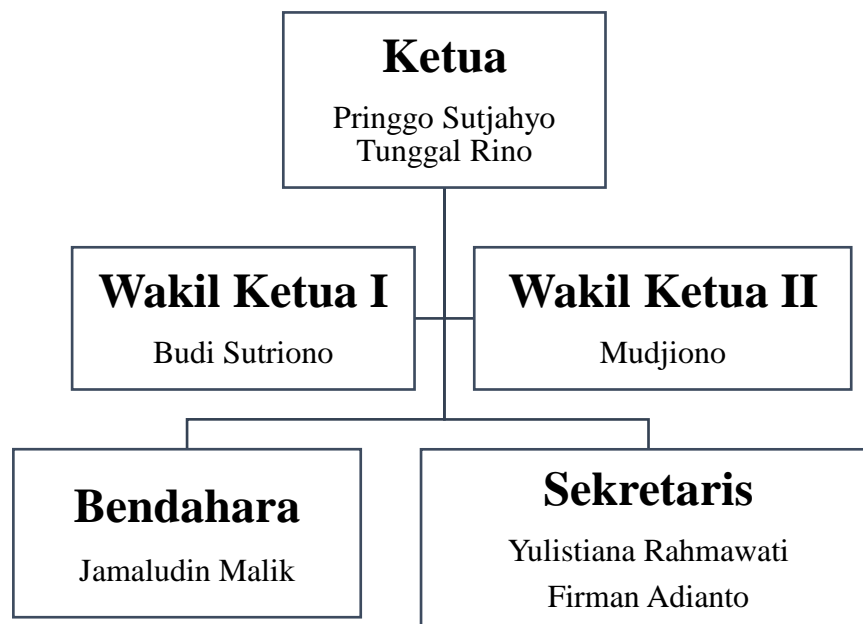 Ketua
Pringgo Sutjahyo
Tunggal Rino
Wakil Ketua I
Budi Sutriono
Wakil Ketua II
Mudjiono
Bendahara
Jamaludin Malik
Sekretaris
Yulistiana Rahmawati
Firman Adianto